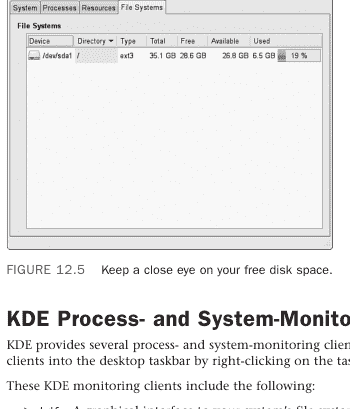 System Processes Resources File Systems
File Systems
Device Directory Type Total Free Available Used
/dev/sda1 / ext3 35.1 GB 28.6 GB 26.8 GB 6.5 GB 19 %
FIGURE 12.5 Keep a close eye on your free disk space.
KDE Process- and System-Monito
KDE provides several process- and system-monitoring clien
clients into the desktop taskbar by right-clicking on the tas
These KDE monitoring clients include the following: